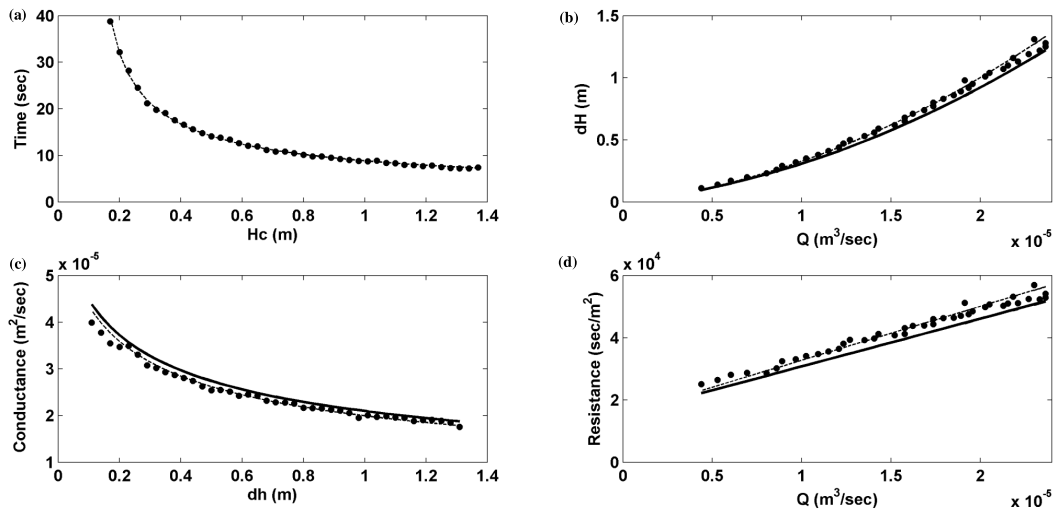 (a)
40
30
20
10
0
Time (sec)
0 0.2 0.4 0.6 0.8 1 1.2 1.4
Hc (m)
(b)
1.5
1
0.5
0
dH (m)
0 0.5 1 1.5 2
x 10⁻⁵
Q (m³/sec)
(c)
x 10⁻⁵
5
4
3
2
1
Conductance (m²/sec)
0 0.2 0.4 0.6 0.8 1 1.2 1.4
dh (m)
(d)
x 10⁴
6
4
2
0
Resistance (sec/m²)
0 0.5 1 1.5 2
x 10⁻⁵
Q (m³/sec)